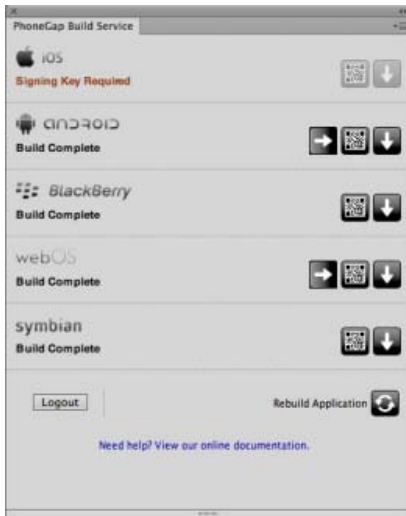 PhoneGap Build Service
iOS
Signing Key Required
android
Build Complete
BlackBerry
Build Complete
webOS
Build Complete
symbian
Build Complete
Logout
Rebuild Application
Need help? View our online documentation.